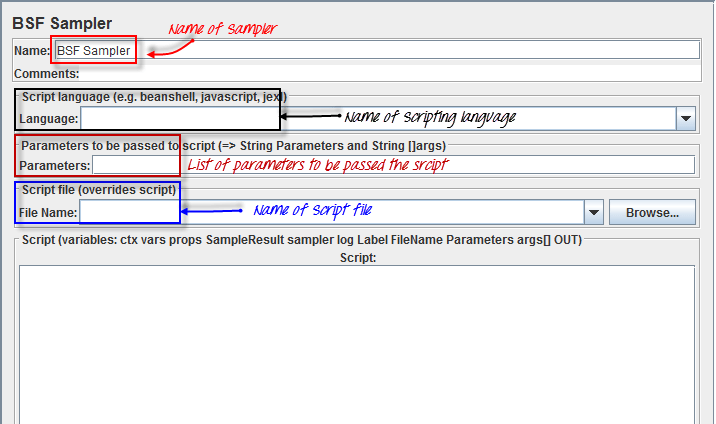 BSF Sampler
Name of Sampler
Name: BSF Sampler
Comments:
Script language (e.g. beanshell, javascript, jexl)
Language: Name of Scripting language
Parameters to be passed to script (=> String Parameters and String []args)
Parameters: List of parameters to be passed the srcipt
Script file (overrides script)
File Name: Name of Script file Browse...
Script (variables: ctx vars props SampleResult sampler log Label FileName Parameters args[] OUT)
Script: